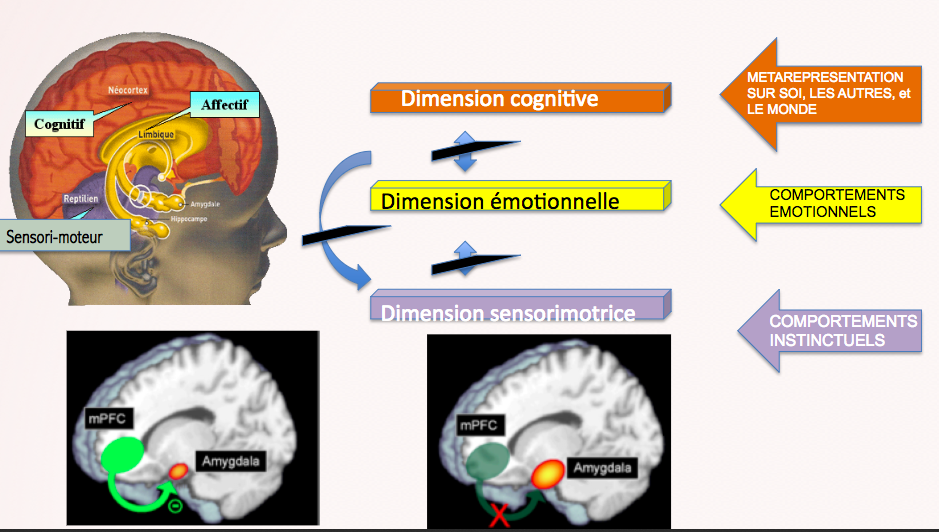 Néocortex
Affectif
Cognitif
Limbique
Reptilien
Amygdale
Hippocampe
Sensori-moteur
Dimension cognitive
Dimension émotionnelle
Dimension sensorimotrice
METAREPRESENTATION
SUR SOI, LES AUTRES, et
LE MONDE
COMPORTEMENTS
EMOTIONNELS
COMPORTEMENTS
INSTINCTUELS
mPFC
Amygdala
mPFC
Amygdala
X